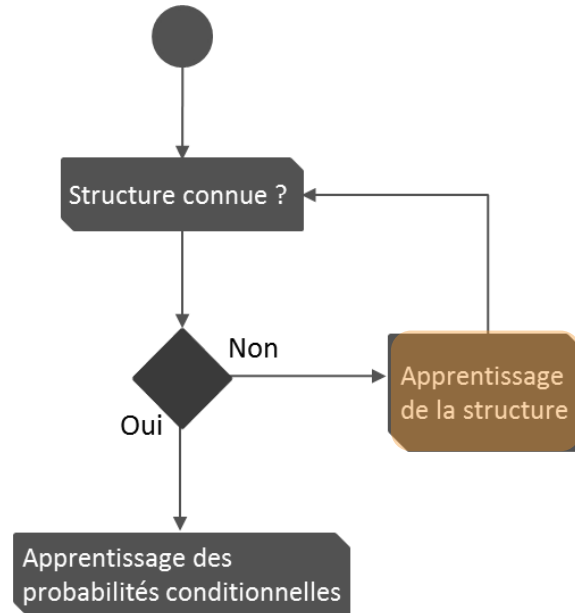 Structure connue ?
Non
Apprentissage
de la structure
Oui
Apprentissage des
probabilités conditionnelles